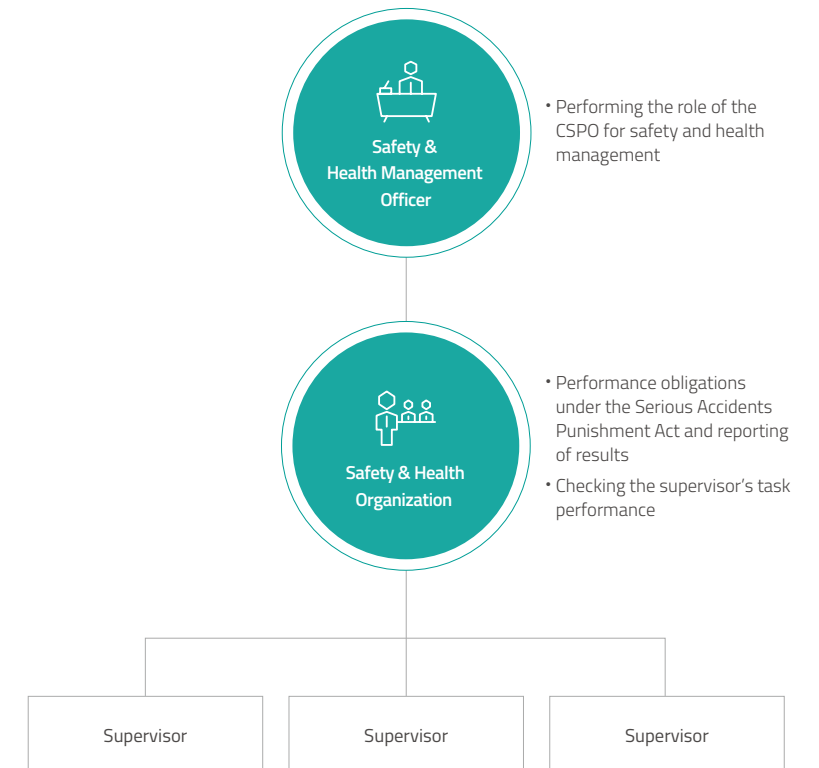 Safety &
Health Management
Officer
• Performing the role of the
CSPO for safety and health
management
Safety & Health
Organization
• Performance obligations
under the Serious Accidents
Punishment Act and reporting
of results
• Checking the supervisor’s task
performance
Supervisor
Supervisor
Supervisor